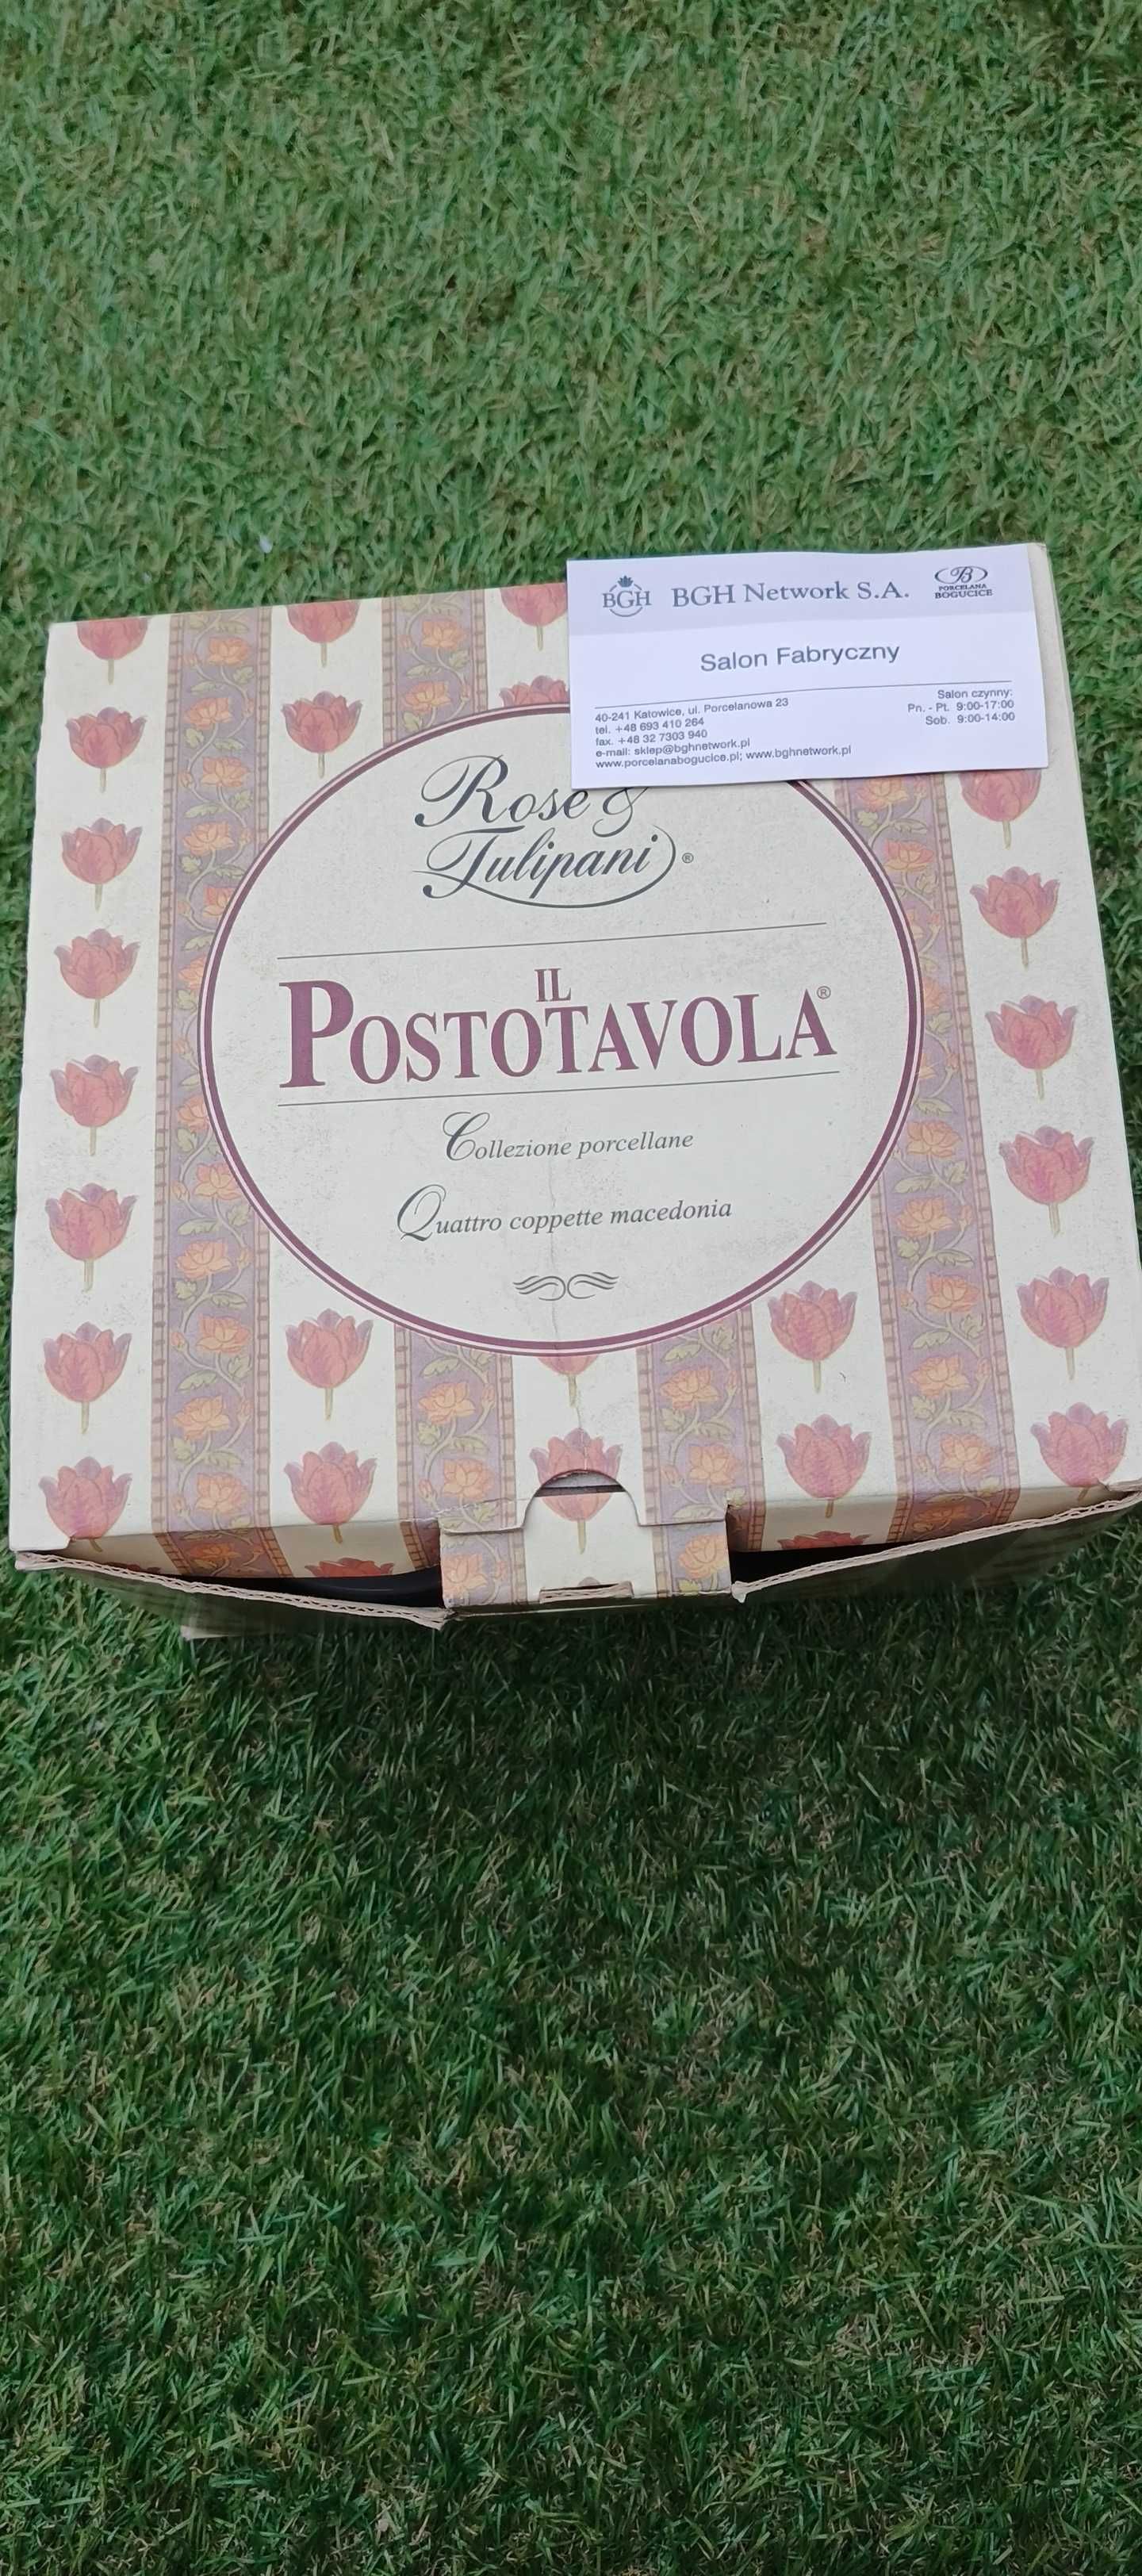 BGH BGH Network S.A. B PORCELANA BOGUCICE
Salon Fabryczny
40-241 Katowice, ul. Porcelanowa 23
tel. +48 693 410 264
fax. +48 32 7303 940
e-mail: sklep@bghnetwork.pl
www.porcelanabogucice.pl; www.bghnetwork.pl
Salon czynny:
Pn. - Pt. 9:00-17:00
Sob. 9:00-14:00
Rose &
Tulipani®
IL
POSTOTAVOLA®
Collezione porcellane
Quattro coppette macedonia